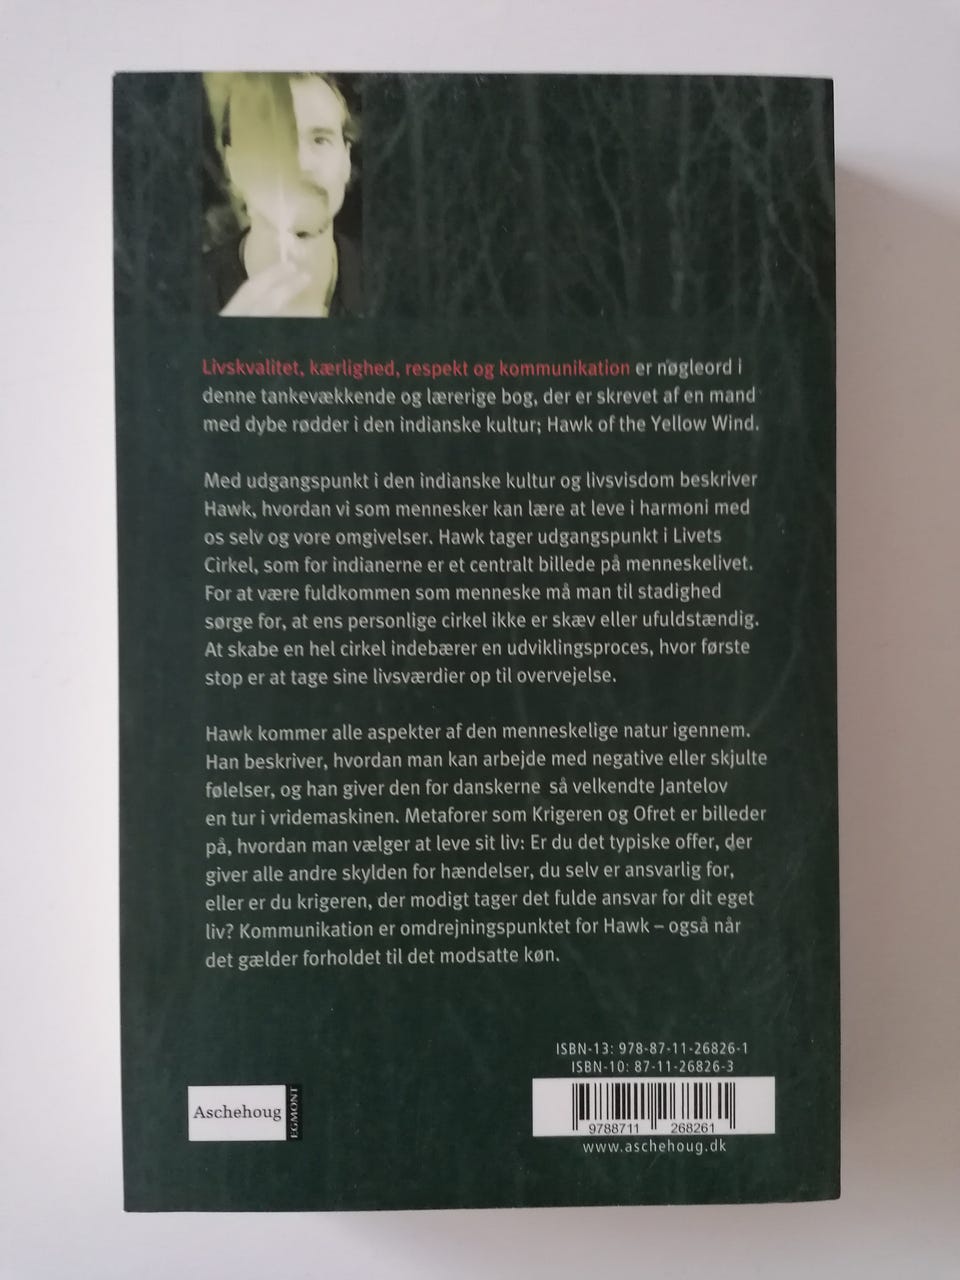 Livskvalitet, kærlighed, respekt og kommunikation er nøgleord i
denne tankevækkende og lærerige bog, der er skrevet af en mand
med dybe rødder i den indianske kultur; Hawk of the Yellow Wind.
Med udgangspunkt i den indianske kultur og livsvisdom beskriver
Hawk, hvordan vi som mennesker kan lære at leve i harmoni med
os selv og vore omgivelser. Hawk tager udgangspunkt i Livets
Cirkel, som for indianerne er et centralt billede på menneskelivet.
For at være fuldkommen som menneske må man til stadighed
sørge for, at ens personlige cirkel ikke er skæv eller ufuldstændig.
At skabe en hel cirkel indebærer en udviklingsproces, hvor første
stop er at tage sine livsværdier op til overvejelse.
Hawk kommer alle aspekter af den menneskelige natur igennem.
Han beskriver, hvordan man kan arbejde med negative eller skjulte
følelser, og han giver den for danskerne så velkendte Jantelov
en tur i vridemaskinen. Metaforer som Krigeren og Ofret er billeder
på, hvordan man vælger at leve sit liv: Er du det typiske offer, der
giver alle andre skylden for hændelser, du selv er ansvarlig for,
eller er du krigeren, der modigt tager det fulde ansvar for dit eget
liv? Kommunikation er omdrejningspunktet for Hawk – også når
det gælder forholdet til det modsatte køn.
ISBN-13: 978-87-11-26826-1
ISBN-10: 87-11-26826-3
Aschehoug
EGMONT
9788711 268261
www.aschehoug.dk